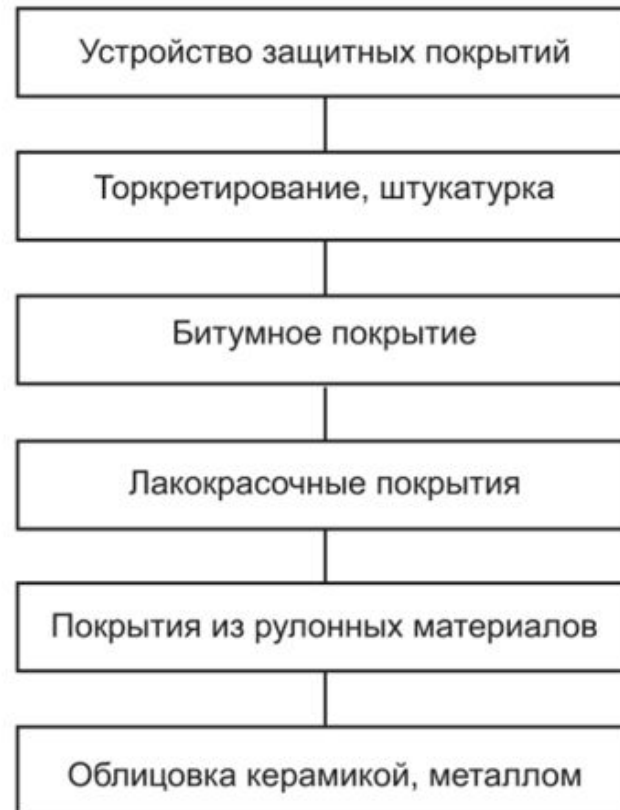 Устройство защитных покрытий
Торкретирование, штукатурка
Битумное покрытие
Лакокрасочные покрытия
Покрытия из рулонных материалов
Облицовка керамикой, металлом